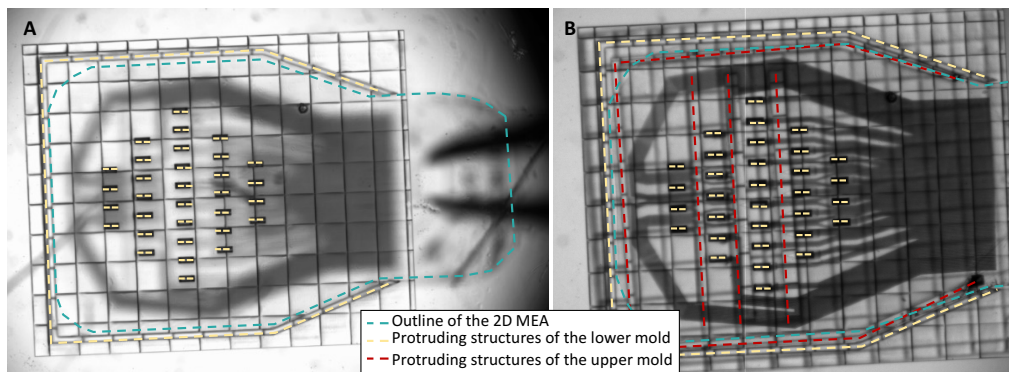 A
B
Outline of the 2D MEA
Protruding structures of the lower mold
Protruding structures of the upper mold